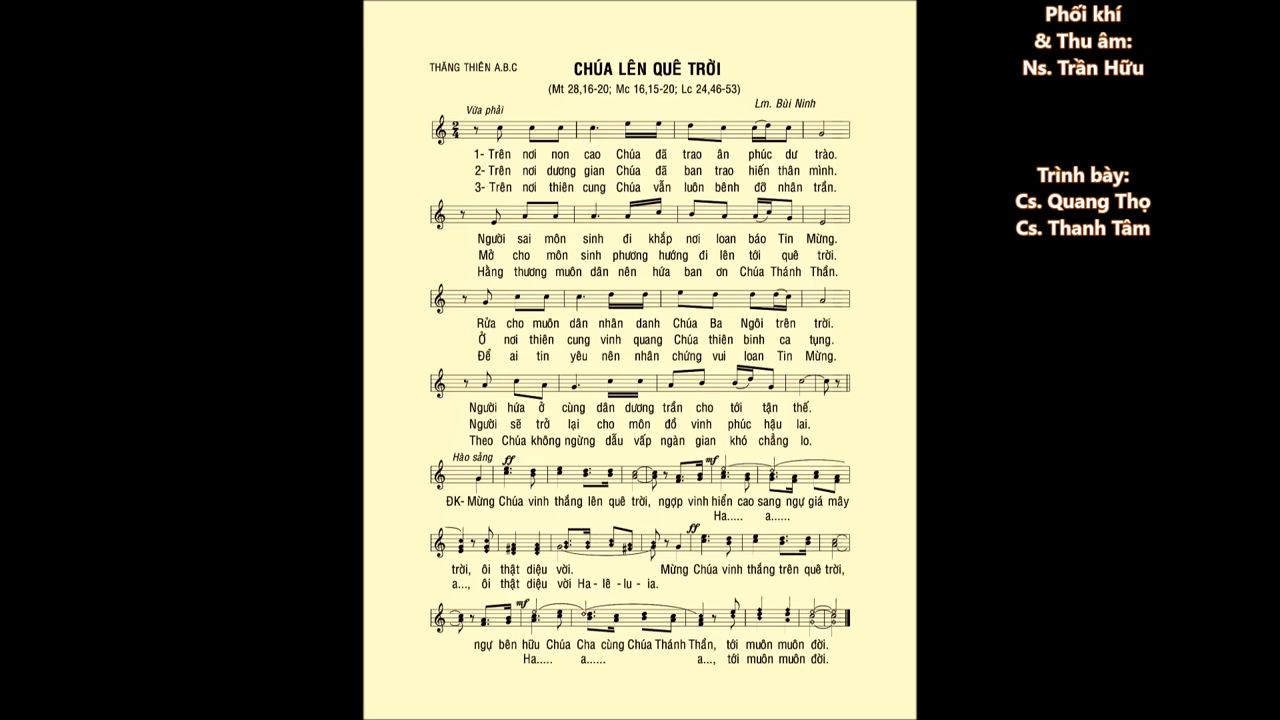 THĂNG THIÊN A.B.C
CHÚA LÊN QUÊ TRỜI
(Mt 28,16-20; Mc 16,15-20; Lc 24,46-53)
Lm. Bùi Ninh
Vừa phải
1- Trên nơi non cao Chúa đã trao ân phúc dư trào.
2- Trên nơi dương gian Chúa đã ban trao hiến thân mình.
3- Trên nơi thiên cung Chúa vẫn luôn bênh đỡ nhân trần.
Người sai môn sinh đi khắp nơi loan báo Tin Mừng.
Mở cho môn sinh phương hướng đi lên tới quê trời.
Hằng thương muôn dân nên hứa ban ơn Chúa Thánh Thần.
Rửa cho muôn dân nhân danh Chúa Ba Ngôi trên trời.
Ở nơi thiên cung vinh quang Chúa thiên binh ca tụng.
Để ai tin yêu nên nhân chứng vui loan Tin Mừng.
Người hứa ở cùng dân dương trần cho tới tận thế.
Người sẽ trở lại cho môn đồ vinh phúc hậu lai.
Theo Chúa không ngừng dẫu vấp ngàn gian khó chẳng lo.
Hào sảng ff mf
ĐK- Mừng Chúa vinh thắng lên quê trời, ngợp vinh hiển cao sang ngự giá mây
Ha..... a......
ff
trời, ôi thật diệu vời. Mừng Chúa vinh thắng trên quê trời,
a..., ôi thật diệu vời Ha - lê - lu - ia.
mf
ngự bên hữu Chúa Cha cùng Chúa Thánh Thần, tới muôn muôn đời.
Ha..... a...... a..., tới muôn muôn đời.
Phối khí
& Thu âm:
Ns. Trần Hữu
Trình bày:
Cs. Quang Thọ
Cs. Thanh Tâm